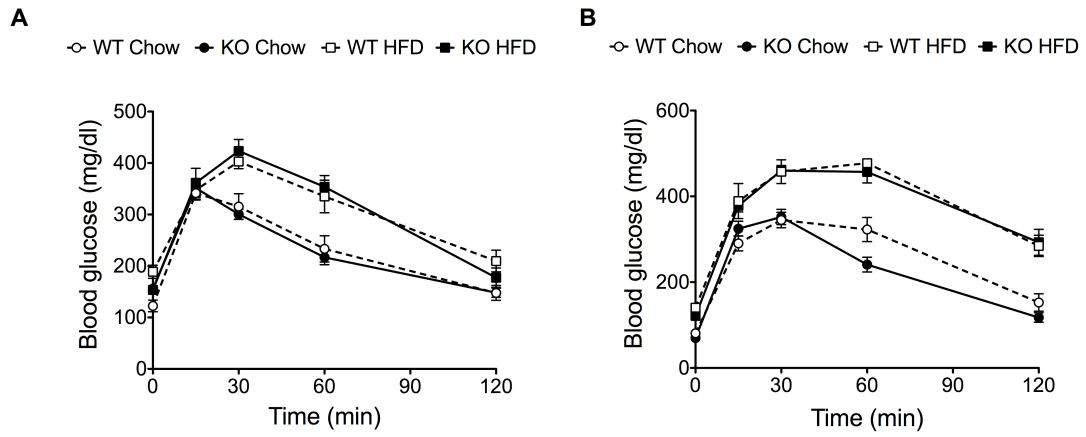 A
WT Chow KO Chow WT HFD KO HFD
500
400
300
200
100
0
Blood glucose (mg/dl)
0 30 60 90 120
Time (min)
B
WT Chow KO Chow WT HFD KO HFD
600
400
200
0
Blood glucose (mg/dl)
0 30 60 90 120
Time (min)